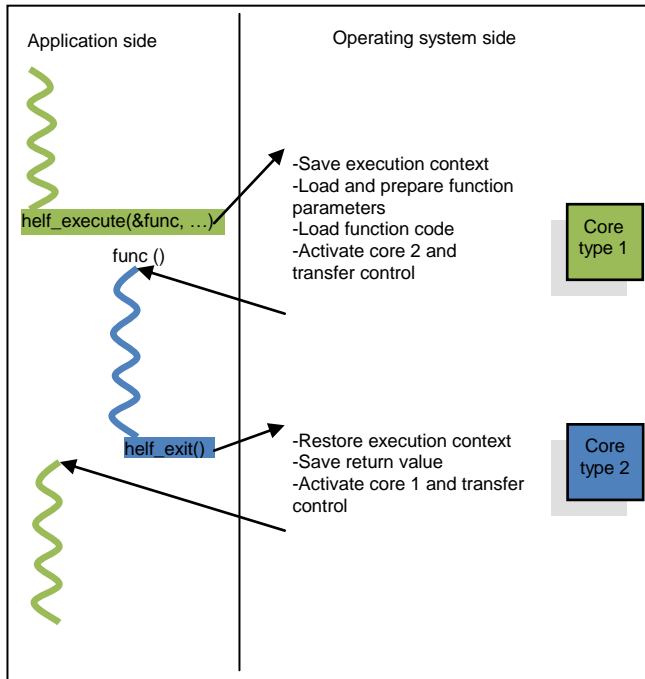 Application side
Operating system side
-Save execution context
-Load and prepare function
parameters
-Load function code
-Activate core 2 and
transfer control
helf_execute(&func, …)
Core
type 1
func ()
helf_exit()
-Restore execution context
-Save return value
-Activate core 1 and transfer
control
Core
type 2